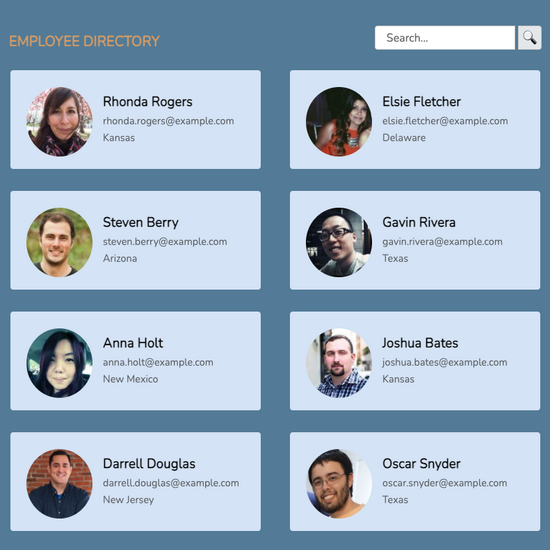 EMPLOYEE DIRECTORY
Search...
Rhonda Rogers
rhonda.rogers@example.com
Kansas
Elsie Fletcher
elsie.fletcher@example.com
Delaware
Steven Berry
steven.berry@example.com
Arizona
Gavin Rivera
gavin.rivera@example.com
Texas
Anna Holt
anna.holt@example.com
New Mexico
Joshua Bates
joshua.bates@example.com
Kansas
Darrell Douglas
darrell.douglas@example.com
New Jersey
Oscar Snyder
oscar.snyder@example.com
Texas